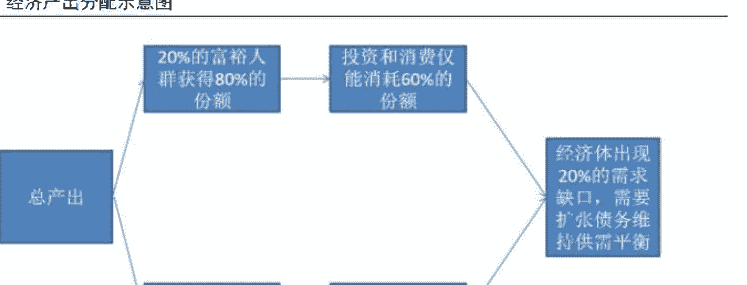 经济产出分配示意图
20%的富裕人
群获得80%的
份额
投资和消费仅
能消耗60%的
份额
总产出
经济体出现
20%的需求
缺口，需要
扩张债务维
持供需平衡